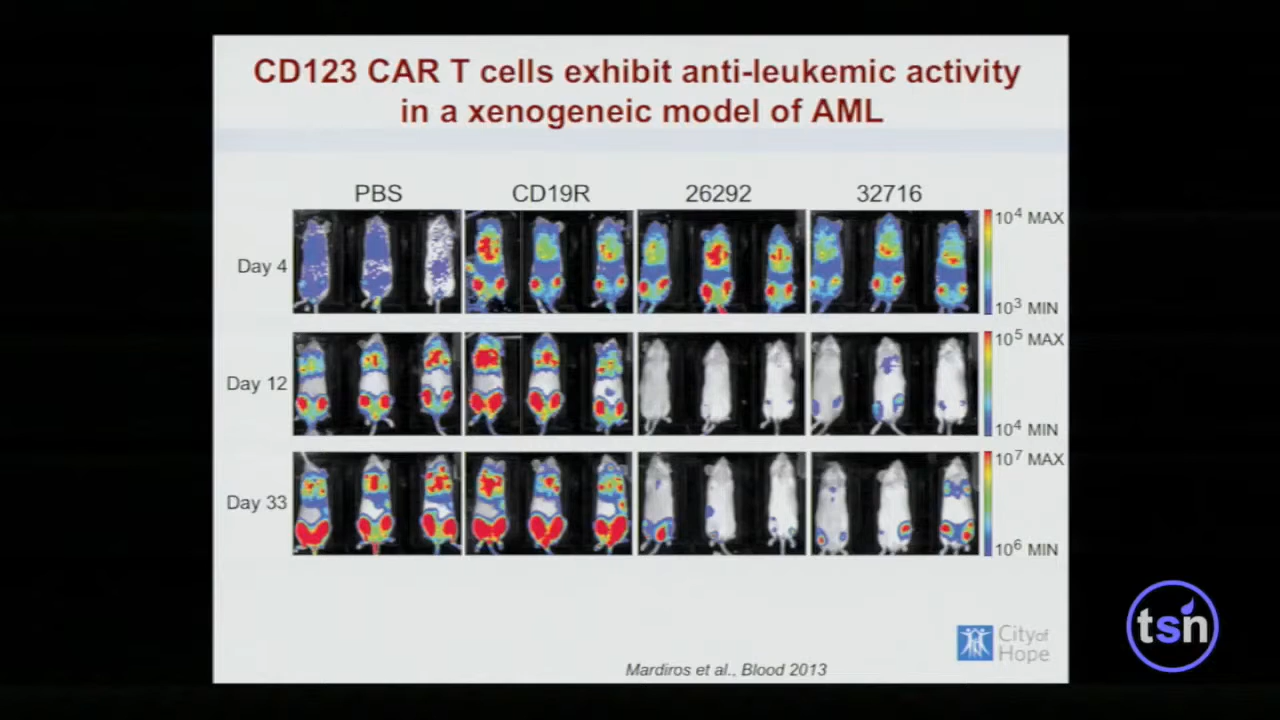 CD123 CAR T cells exhibit anti-leukemic activity
in a xenogeneic model of AML
PBS CD19R 26292 32716
Day 4
10⁴ MAX
10³ MIN
Day 12
10⁵ MAX
10⁴ MIN
Day 33
10⁷ MAX
10⁶ MIN
City of
Hope
Mardiros et al., Blood 2013
tsn